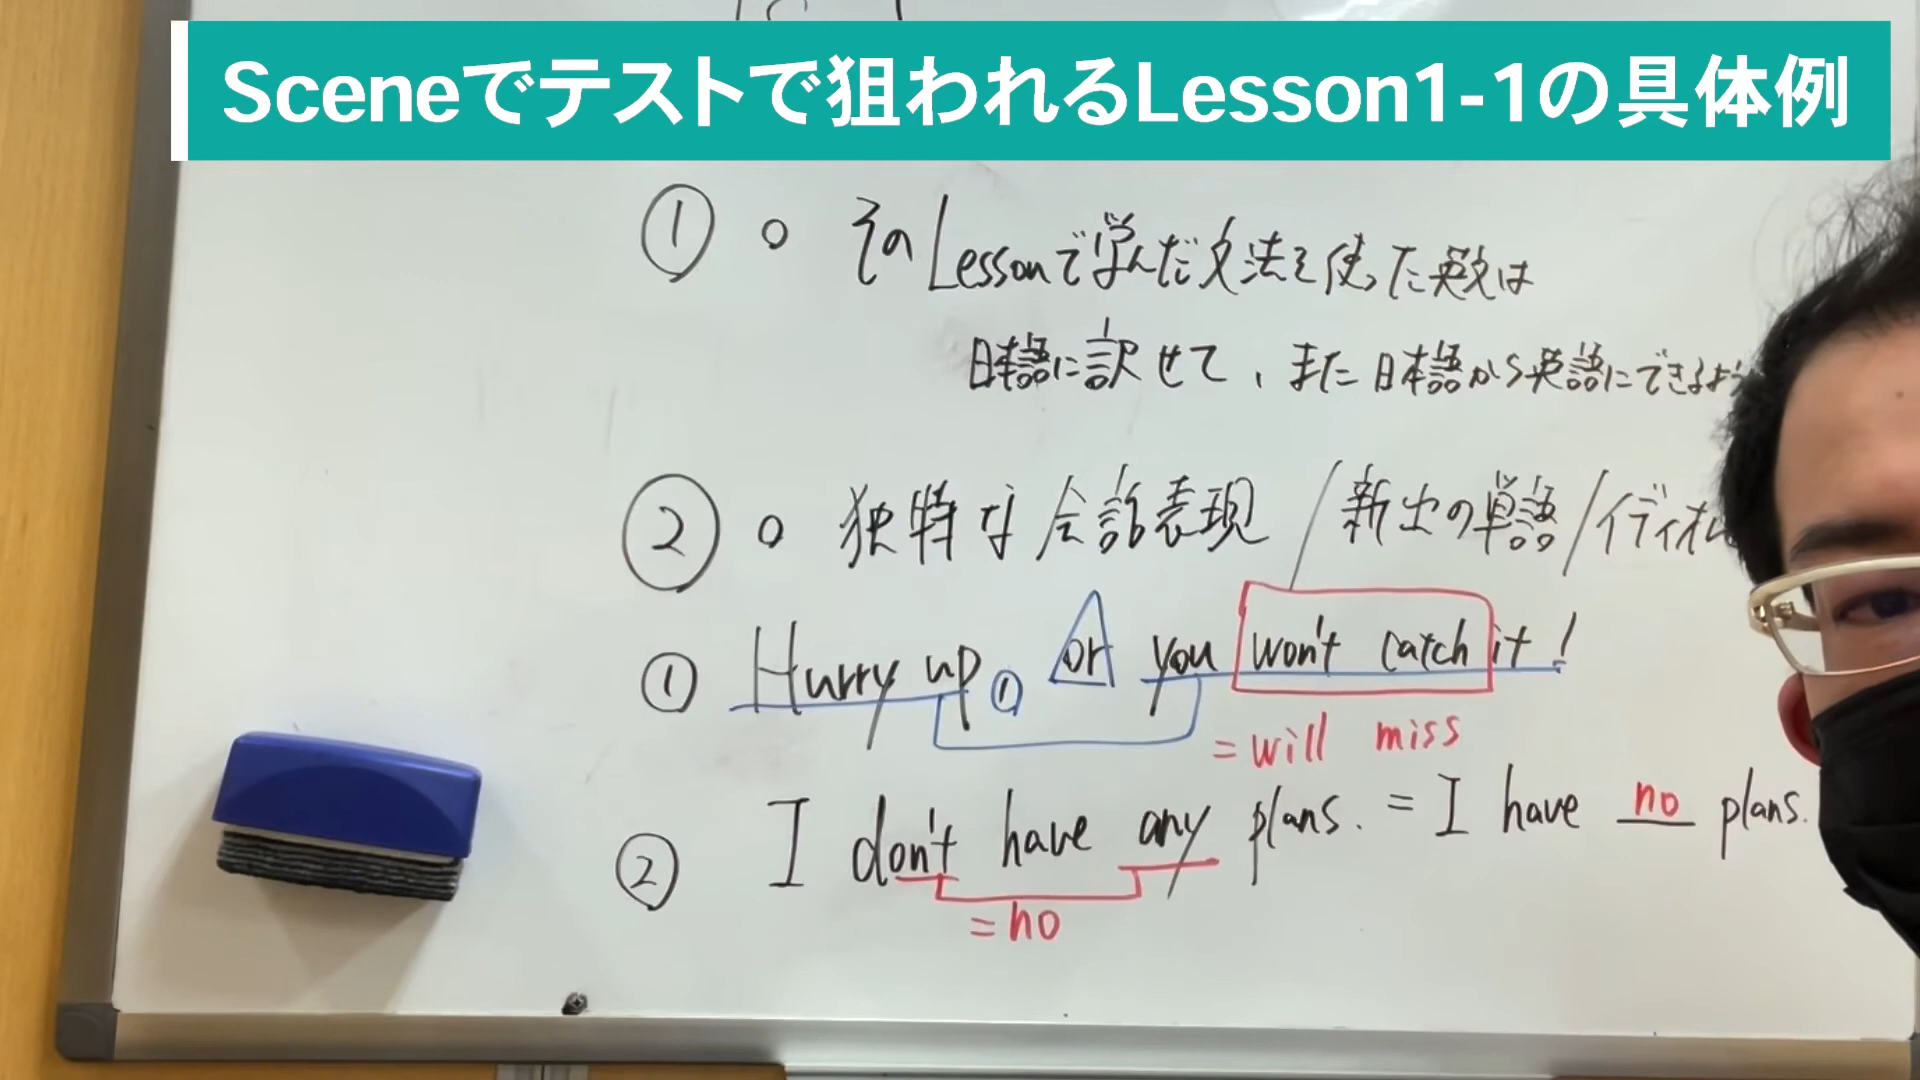 Sceneでテストで狙われるLesson1-1の具体例
① ○ そのLessonで学んだ文法を使った英文は
日本語に訳せて、また日本語から英語にできるよう
② ○ 独特な会話表現 / 新出の単語 / イディオム
① Hurry up, or you won't catch it!
= will miss
② I don't have any plans. = I have no plans.
= no